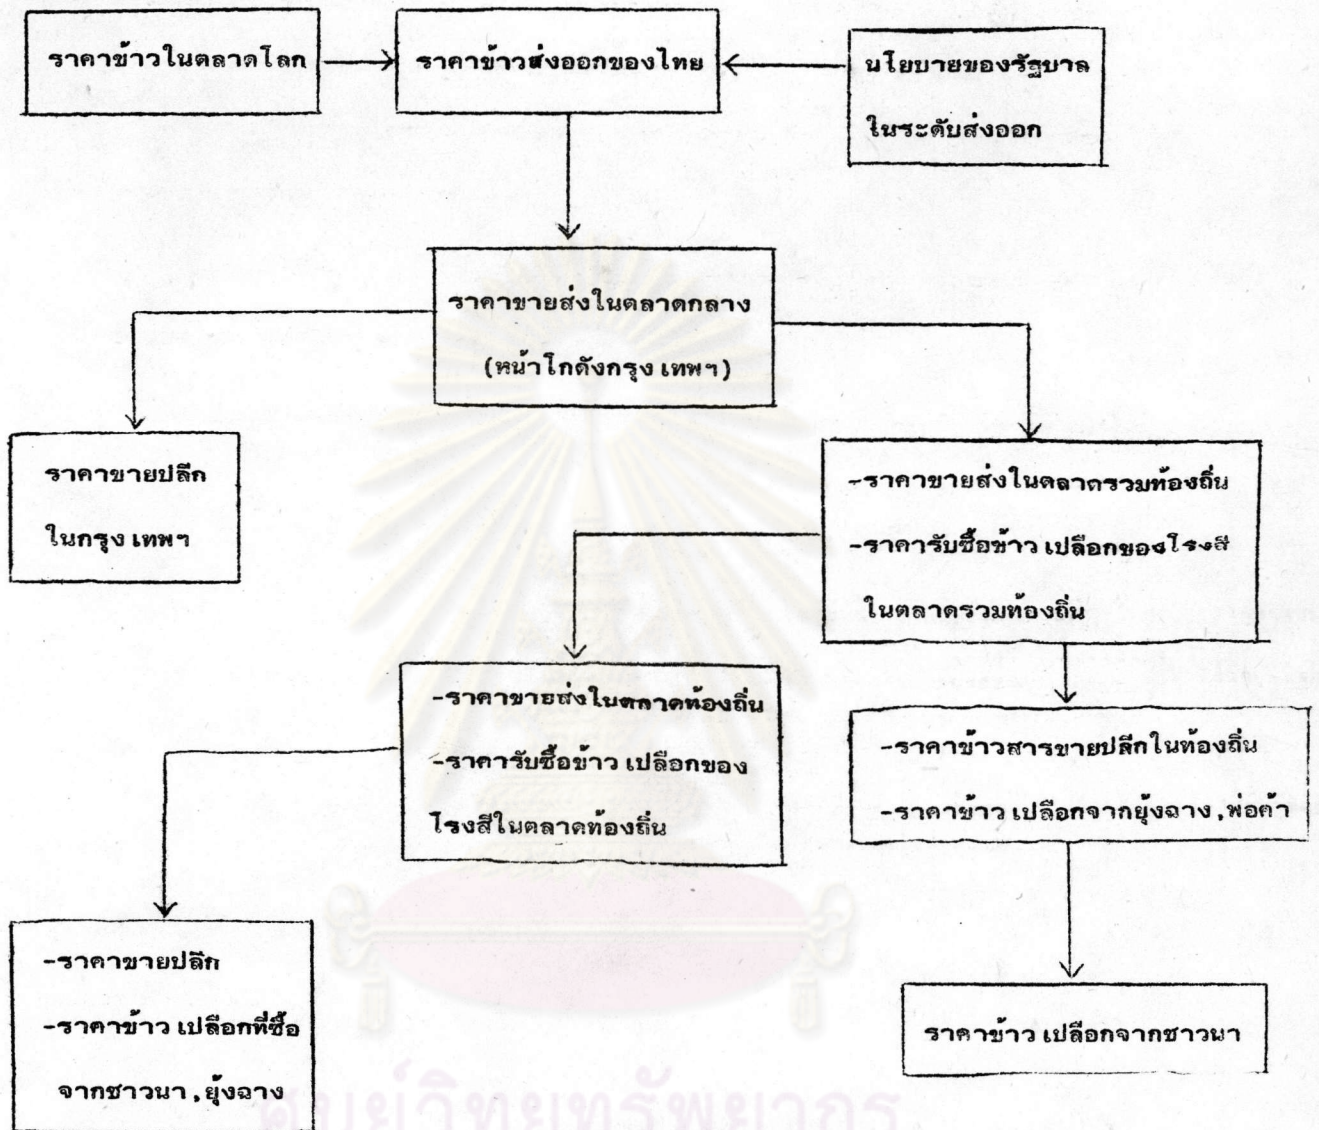 ราคาข้าวในตลาดโลก
ราคาข้าวส่งออกของไทย
นโยบายของรัฐบาล
ในระดับส่งออก
ราคาขายส่งในตลาดกลาง
(หน้าโกดังกรุงเทพฯ)
ราคาขายปลีก
ในกรุงเทพฯ
-ราคาขายส่งในตลาดรวมท้องถิ่น
-ราคารับซื้อข้าวเปลือกของโรงสี
ในตลาดรวมท้องถิ่น
-ราคาขายส่งในตลาดท้องถิ่น
-ราคารับซื้อข้าวเปลือกของ
โรงสีในตลาดท้องถิ่น
-ราคาข้าวสารขายปลีกในท้องถิ่น
-ราคาข้าวเปลือกจากยุ้งฉาง,พ่อค้า
-ราคาขายปลีก
-ราคาข้าวเปลือกที่ซื้อ
จากชาวนา,ยุ้งฉาง
ราคาข้าวเปลือกจากชาวนา
ศูนย์วิทยทรัพยากร